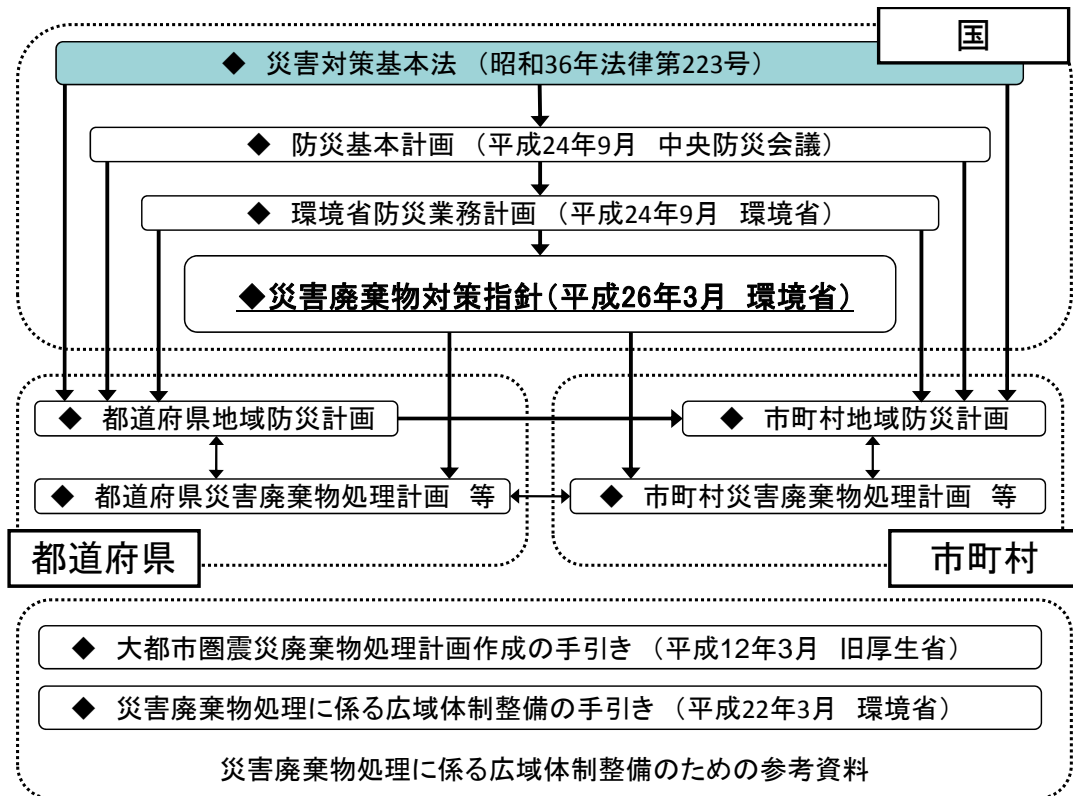 国
◆ 災害対策基本法 (昭和36年法律第223号)
◆ 防災基本計画 (平成24年9月 中央防災会議)
◆ 環境省防災業務計画 (平成24年9月 環境省)
◆災害廃棄物対策指針(平成26年3月 環境省)
◆ 都道府県地域防災計画
◆ 市町村地域防災計画
◆ 都道府県災害廃棄物処理計画 等
◆ 市町村災害廃棄物処理計画 等
都道府県
市町村
◆ 大都市圏震災廃棄物処理計画作成の手引き (平成12年3月 旧厚生省)
◆ 災害廃棄物処理に係る広域体制整備の手引き (平成22年3月 環境省)
災害廃棄物処理に係る広域体制整備のための参考資料